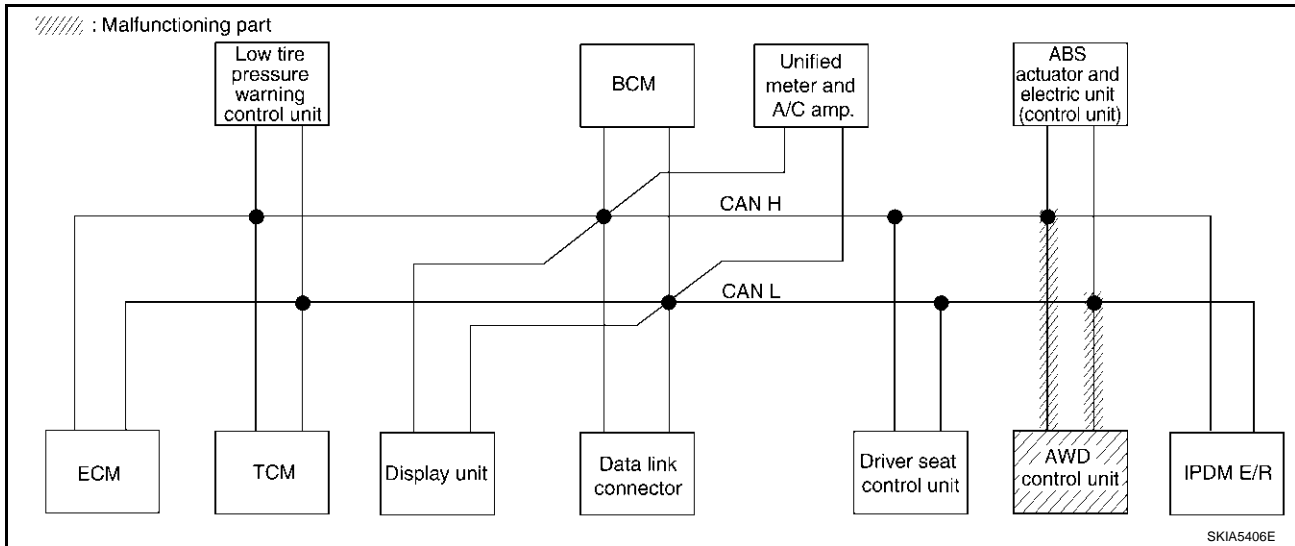 : Malfunctioning part
Low tire
pressure
warning
control unit
BCM
Unified
meter and
A/C amp.
ABS
actuator and
electric unit
(control unit)
CAN H
CAN L
ECM
TCM
Display unit
Data link
connector
Driver seat
control unit
AWD
control unit
IPDM E/R
SKIA5406E